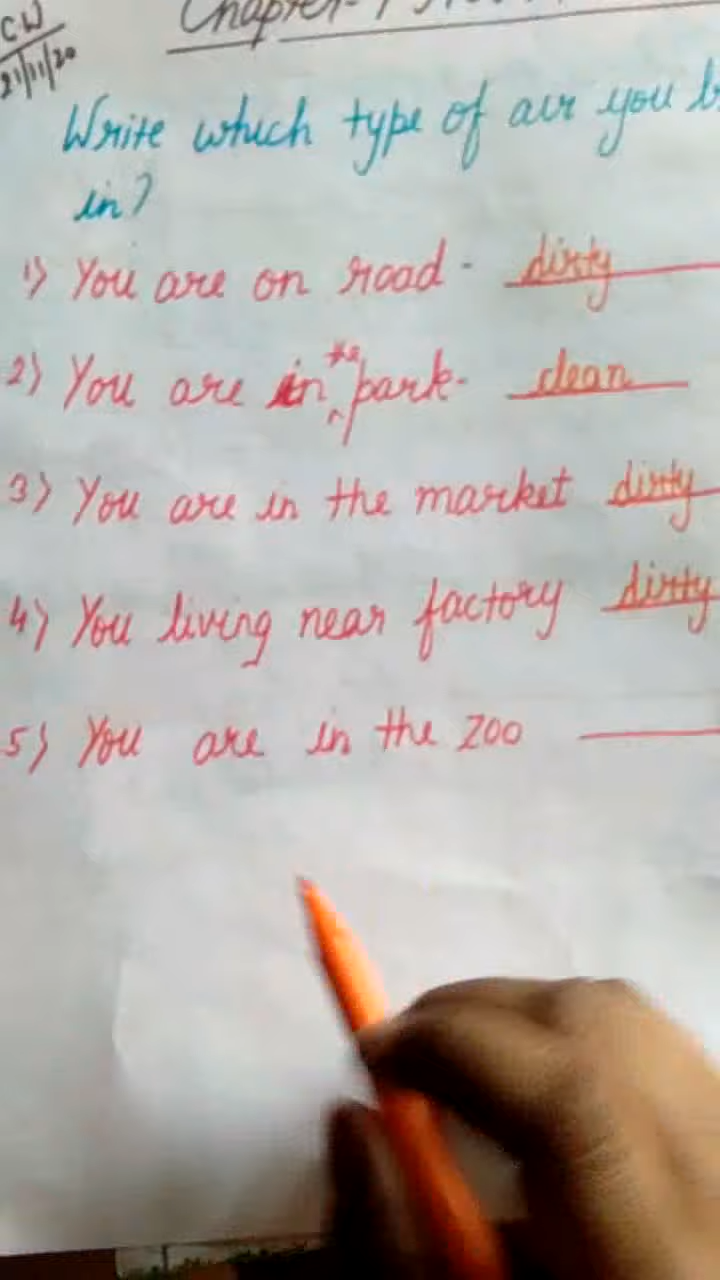 CW
21/11/20
Chapter-
Write which type of air you
in?
1) You are on road - dirty
2) You are in the park- clean
3) You are in the market dirty
4) You living near factory dirty
5) You are in the zoo